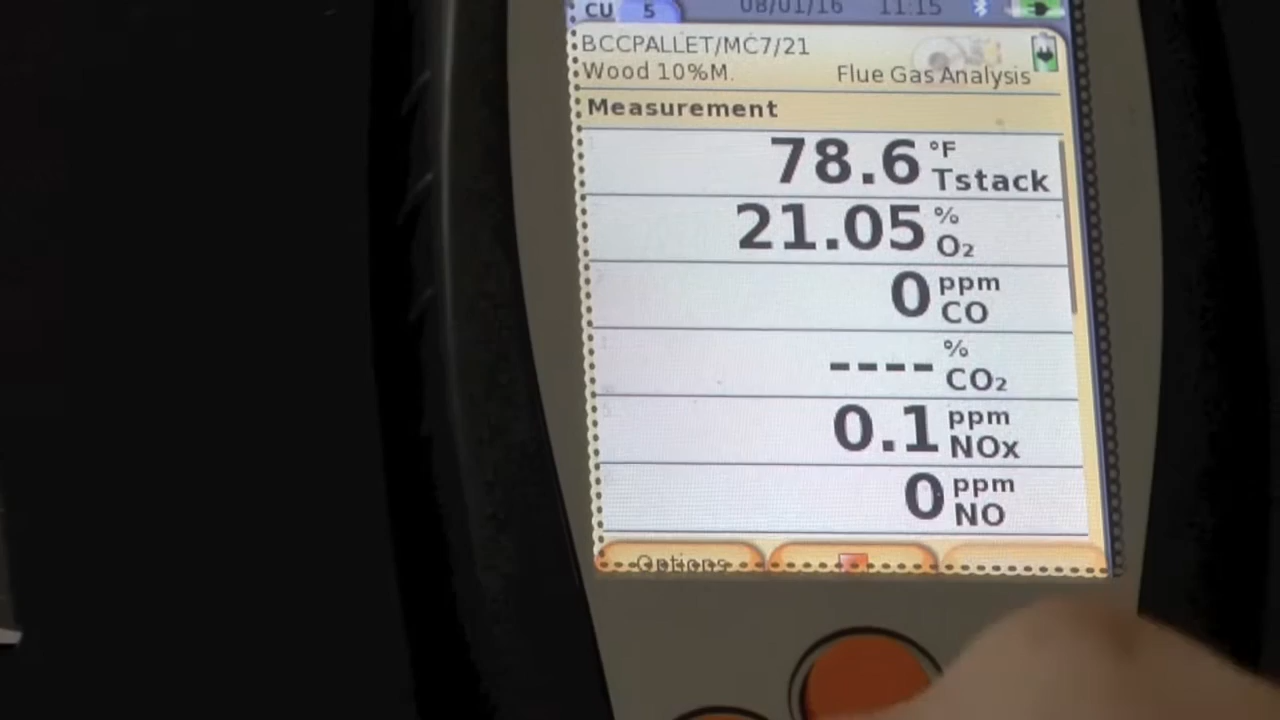 CU 5 08/01/16 11:15
BCCPALLET/MC7/21
Wood 10%M. Flue Gas Analysis
Measurement
78.6 °F Tstack
21.05 % O₂
0 ppm CO
---- % CO₂
0.1 ppm NOx
0 ppm NO
Options